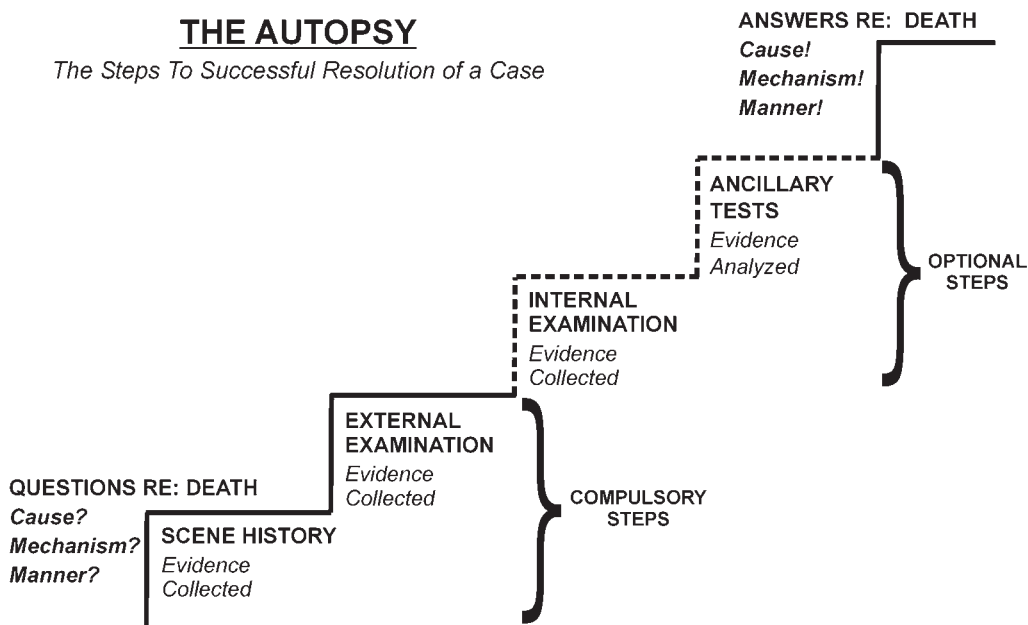 THE AUTOPSY
The Steps To Successful Resolution of a Case
ANSWERS RE: DEATH
Cause!
Mechanism!
Manner!
ANCILLARY
TESTS
Evidence
Analyzed
OPTIONAL
STEPS
INTERNAL
EXAMINATION
Evidence
Collected
EXTERNAL
EXAMINATION
Evidence
Collected
COMPULSORY
STEPS
QUESTIONS RE: DEATH
Cause?
Mechanism?
Manner?
SCENE HISTORY
Evidence
Collected